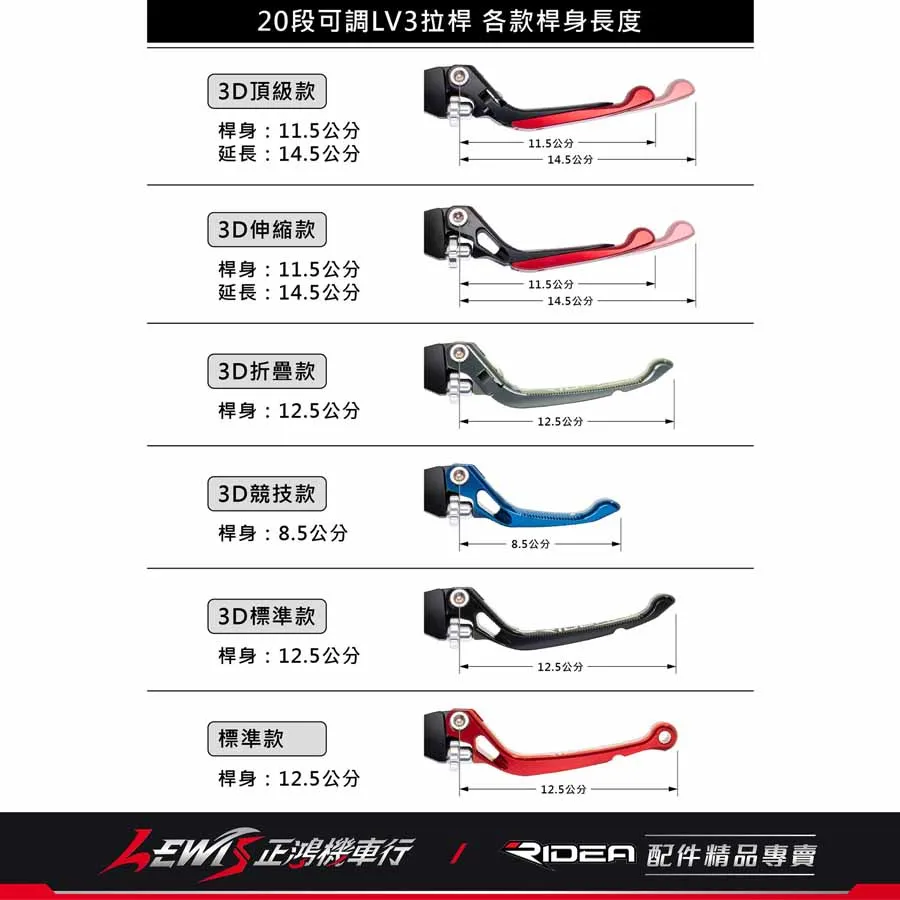 20段可調LV3拉桿 各款桿身長度
3D頂級款
桿身：11.5公分
延長：14.5公分
11.5公分
14.5公分
3D伸縮款
桿身：11.5公分
延長：14.5公分
11.5公分
14.5公分
3D折疊款
桿身：12.5公分
12.5公分
3D競技款
桿身：8.5公分
8.5公分
3D標準款
桿身：12.5公分
12.5公分
標準款
桿身：12.5公分
12.5公分
LEWIS 正鴻機車行 / RIDEA 配件精品專賣